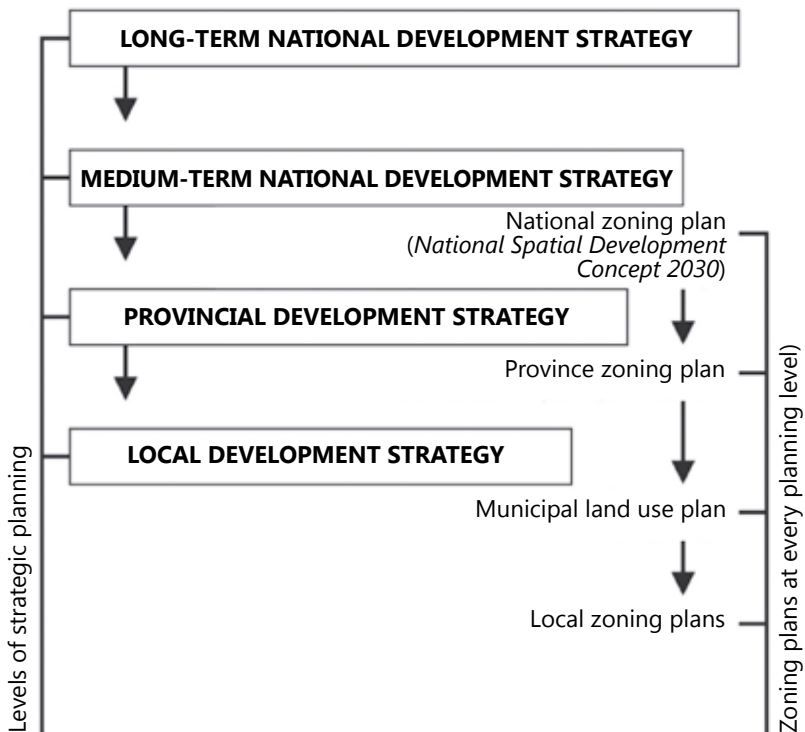 LONG-TERM NATIONAL DEVELOPMENT STRATEGY
MEDIUM-TERM NATIONAL DEVELOPMENT STRATEGY
National zoning plan
(National Spatial Development
Concept 2030)
PROVINCIAL DEVELOPMENT STRATEGY
Province zoning plan
LOCAL DEVELOPMENT STRATEGY
Municipal land use plan
Local zoning plans
Levels of strategic planning
Zoning plans at every planning level)